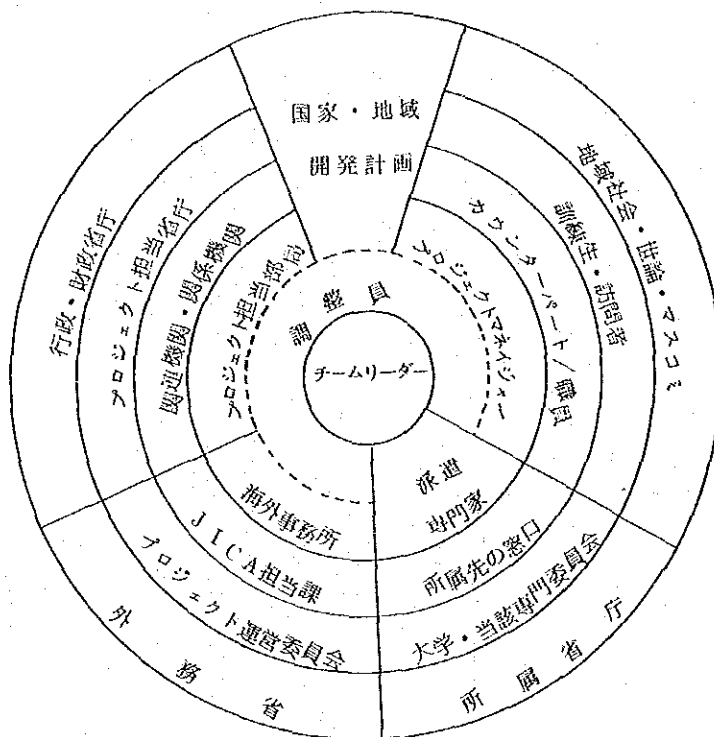 国家・地域
開発計画
行政・財政省庁
プロジェクト担当省庁
関連機関・関係機関
プロジェクト担当部局
調整員
チームリーダー
プロジェクトマネイジャー
カウンターパート/職員
訓練生・訪問者
地域社会・世論・マスコミ
海外事務所
JICA担当課
プロジェクト運営委員会
外務省
派遣
専門家
所属先の窓口
大学・当該専門委員会
所属省庁